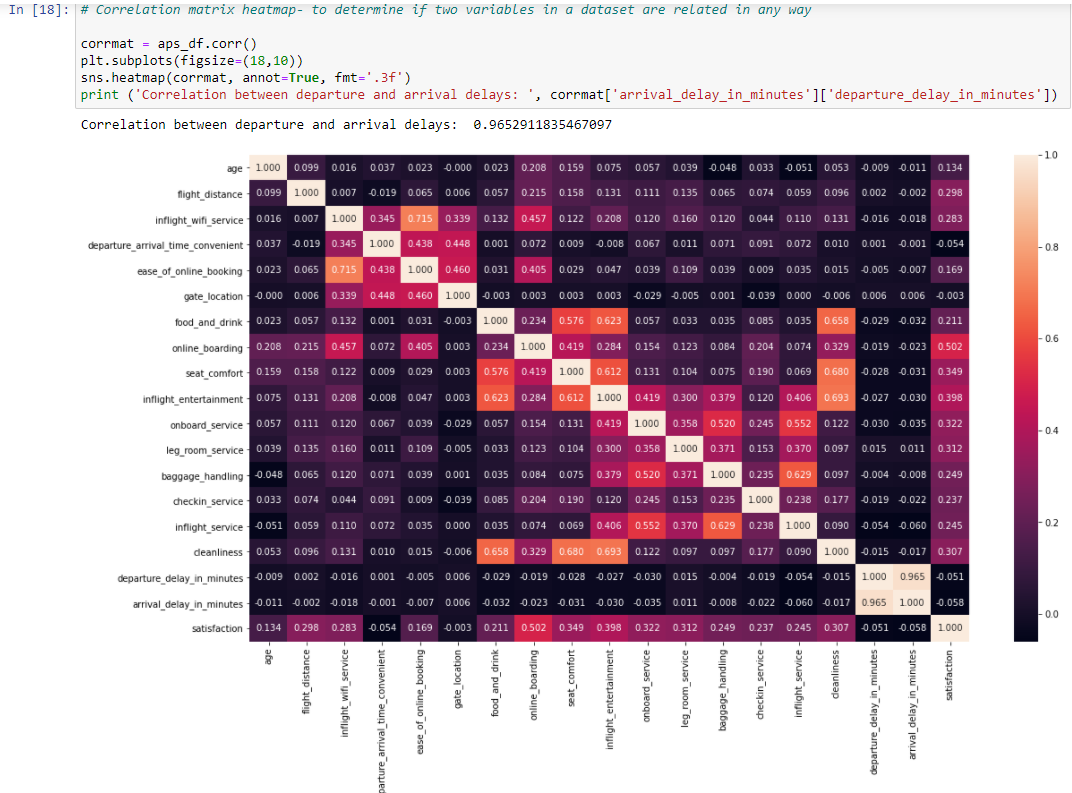 In [18]: # Correlation matrix heatmap- to determine if two variables in a dataset are related in any way
corrmat = aps_df.corr()
plt.subplots(figsize=(18,10))
sns.heatmap(corrmat, annot=True, fmt='.3f')
print ('Correlation between departure and arrival delays: ', corrmat['arrival_delay_in_minutes']['departure_delay_in_minutes'])
Correlation between departure and arrival delays:  0.9652911835467097
age 1.000 0.099 0.016 0.037 0.023 -0.000 0.023 0.208 0.159 0.075 0.057 0.039 -0.048 0.033 -0.051 0.053 -0.009 -0.011 0.134
flight_distance 0.099 1.000 0.007 -0.019 0.065 0.006 0.057 0.215 0.158 0.131 0.111 0.135 0.065 0.074 0.059 0.096 0.002 -0.002 0.298
inflight_wifi_service 0.016 0.007 1.000 0.345 0.715 0.339 0.132 0.457 0.122 0.208 0.120 0.160 0.120 0.044 0.110 0.131 -0.016 -0.018 0.283
departure_arrival_time_convenient 0.037 -0.019 0.345 1.000 0.438 0.448 0.001 0.072 0.009 -0.008 0.067 0.011 0.071 0.091 0.072 0.010 0.001 -0.001 -0.054
ease_of_online_booking 0.023 0.065 0.715 0.438 1.000 0.460 0.031 0.405 0.029 0.047 0.039 0.109 0.039 0.009 0.035 0.015 -0.005 -0.007 0.169
gate_location -0.000 0.006 0.339 0.448 0.460 1.000 -0.003 0.003 0.003 0.003 -0.029 -0.005 0.001 -0.039 0.000 -0.006 0.006 0.006 -0.003
food_and_drink 0.023 0.057 0.132 0.001 0.031 -0.003 1.000 0.234 0.576 0.623 0.057 0.033 0.035 0.085 0.035 0.658 -0.029 -0.032 0.211
online_boarding 0.208 0.215 0.457 0.072 0.405 0.003 0.234 1.000 0.419 0.284 0.154 0.123 0.084 0.204 0.074 0.329 -0.019 -0.023 0.502
seat_comfort 0.159 0.158 0.122 0.009 0.029 0.003 0.576 0.419 1.000 0.612 0.131 0.104 0.075 0.190 0.069 0.680 -0.028 -0.031 0.349
inflight_entertainment 0.075 0.131 0.208 -0.008 0.047 0.003 0.623 0.284 0.612 1.000 0.419 0.300 0.379 0.120 0.406 0.693 -0.027 -0.030 0.398
onboard_service 0.057 0.111 0.120 0.067 0.039 -0.029 0.057 0.154 0.131 0.419 1.000 0.358 0.520 0.245 0.552 0.122 -0.030 -0.035 0.322
leg_room_service 0.039 0.135 0.160 0.011 0.109 -0.005 0.033 0.123 0.104 0.300 0.358 1.000 0.371 0.153 0.370 0.097 0.015 0.011 0.312
baggage_handling -0.048 0.065 0.120 0.071 0.039 0.001 0.035 0.084 0.075 0.379 0.520 0.371 1.000 0.235 0.629 0.097 -0.004 -0.008 0.249
checkin_service 0.033 0.074 0.044 0.091 0.009 -0.039 0.085 0.204 0.190 0.120 0.245 0.153 0.235 1.000 0.238 0.177 -0.019 -0.022 0.237
inflight_service -0.051 0.059 0.110 0.072 0.035 0.000 0.035 0.074 0.069 0.406 0.552 0.370 0.629 0.238 1.000 0.090 -0.054 -0.060 0.245
cleanliness 0.053 0.096 0.131 0.010 0.015 -0.006 0.658 0.329 0.680 0.693 0.122 0.097 0.097 0.177 0.090 1.000 -0.015 -0.017 0.307
departure_delay_in_minutes -0.009 0.002 -0.016 0.001 -0.005 0.006 -0.029 -0.019 -0.028 -0.027 -0.030 0.015 -0.004 -0.019 -0.054 -0.015 1.000 0.965 -0.051
arrival_delay_in_minutes -0.011 -0.002 -0.018 -0.001 -0.007 0.006 -0.032 -0.023 -0.031 -0.030 -0.035 0.011 -0.008 -0.022 -0.060 -0.017 0.965 1.000 -0.058
satisfaction 0.134 0.298 0.283 -0.054 0.169 -0.003 0.211 0.502 0.349 0.398 0.322 0.312 0.249 0.237 0.245 0.307 -0.051 -0.058 1.000
age
flight_distance
inflight_wifi_service
parture_arrival_time_convenient
ease_of_online_booking
gate_location
food_and_drink
online_boarding
seat_comfort
inflight_entertainment
onboard_service
leg_room_service
baggage_handling
checkin_service
inflight_service
cleanliness
departure_delay_in_minutes
arrival_delay_in_minutes
satisfaction
1.0
0.8
0.6
0.4
0.2
0.0